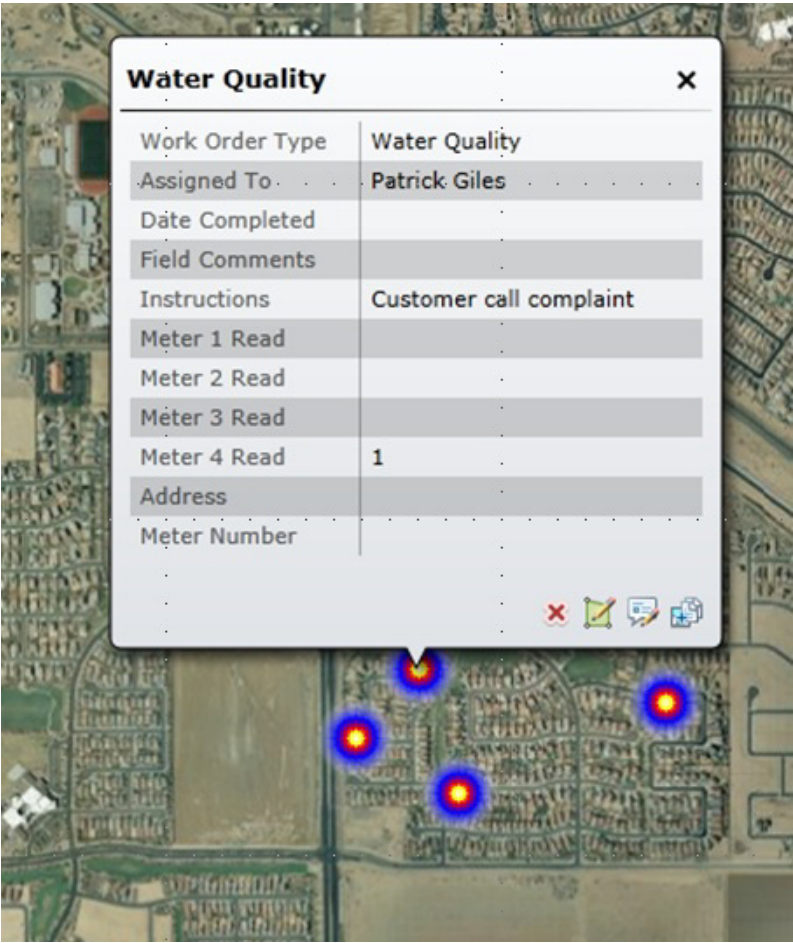 Water Quality
Work Order Type Water Quality
Assigned To Patrick Giles
Date Completed
Field Comments
Instructions Customer call complaint
Meter 1 Read
Meter 2 Read
Meter 3 Read
Meter 4 Read 1
Address
Meter Number